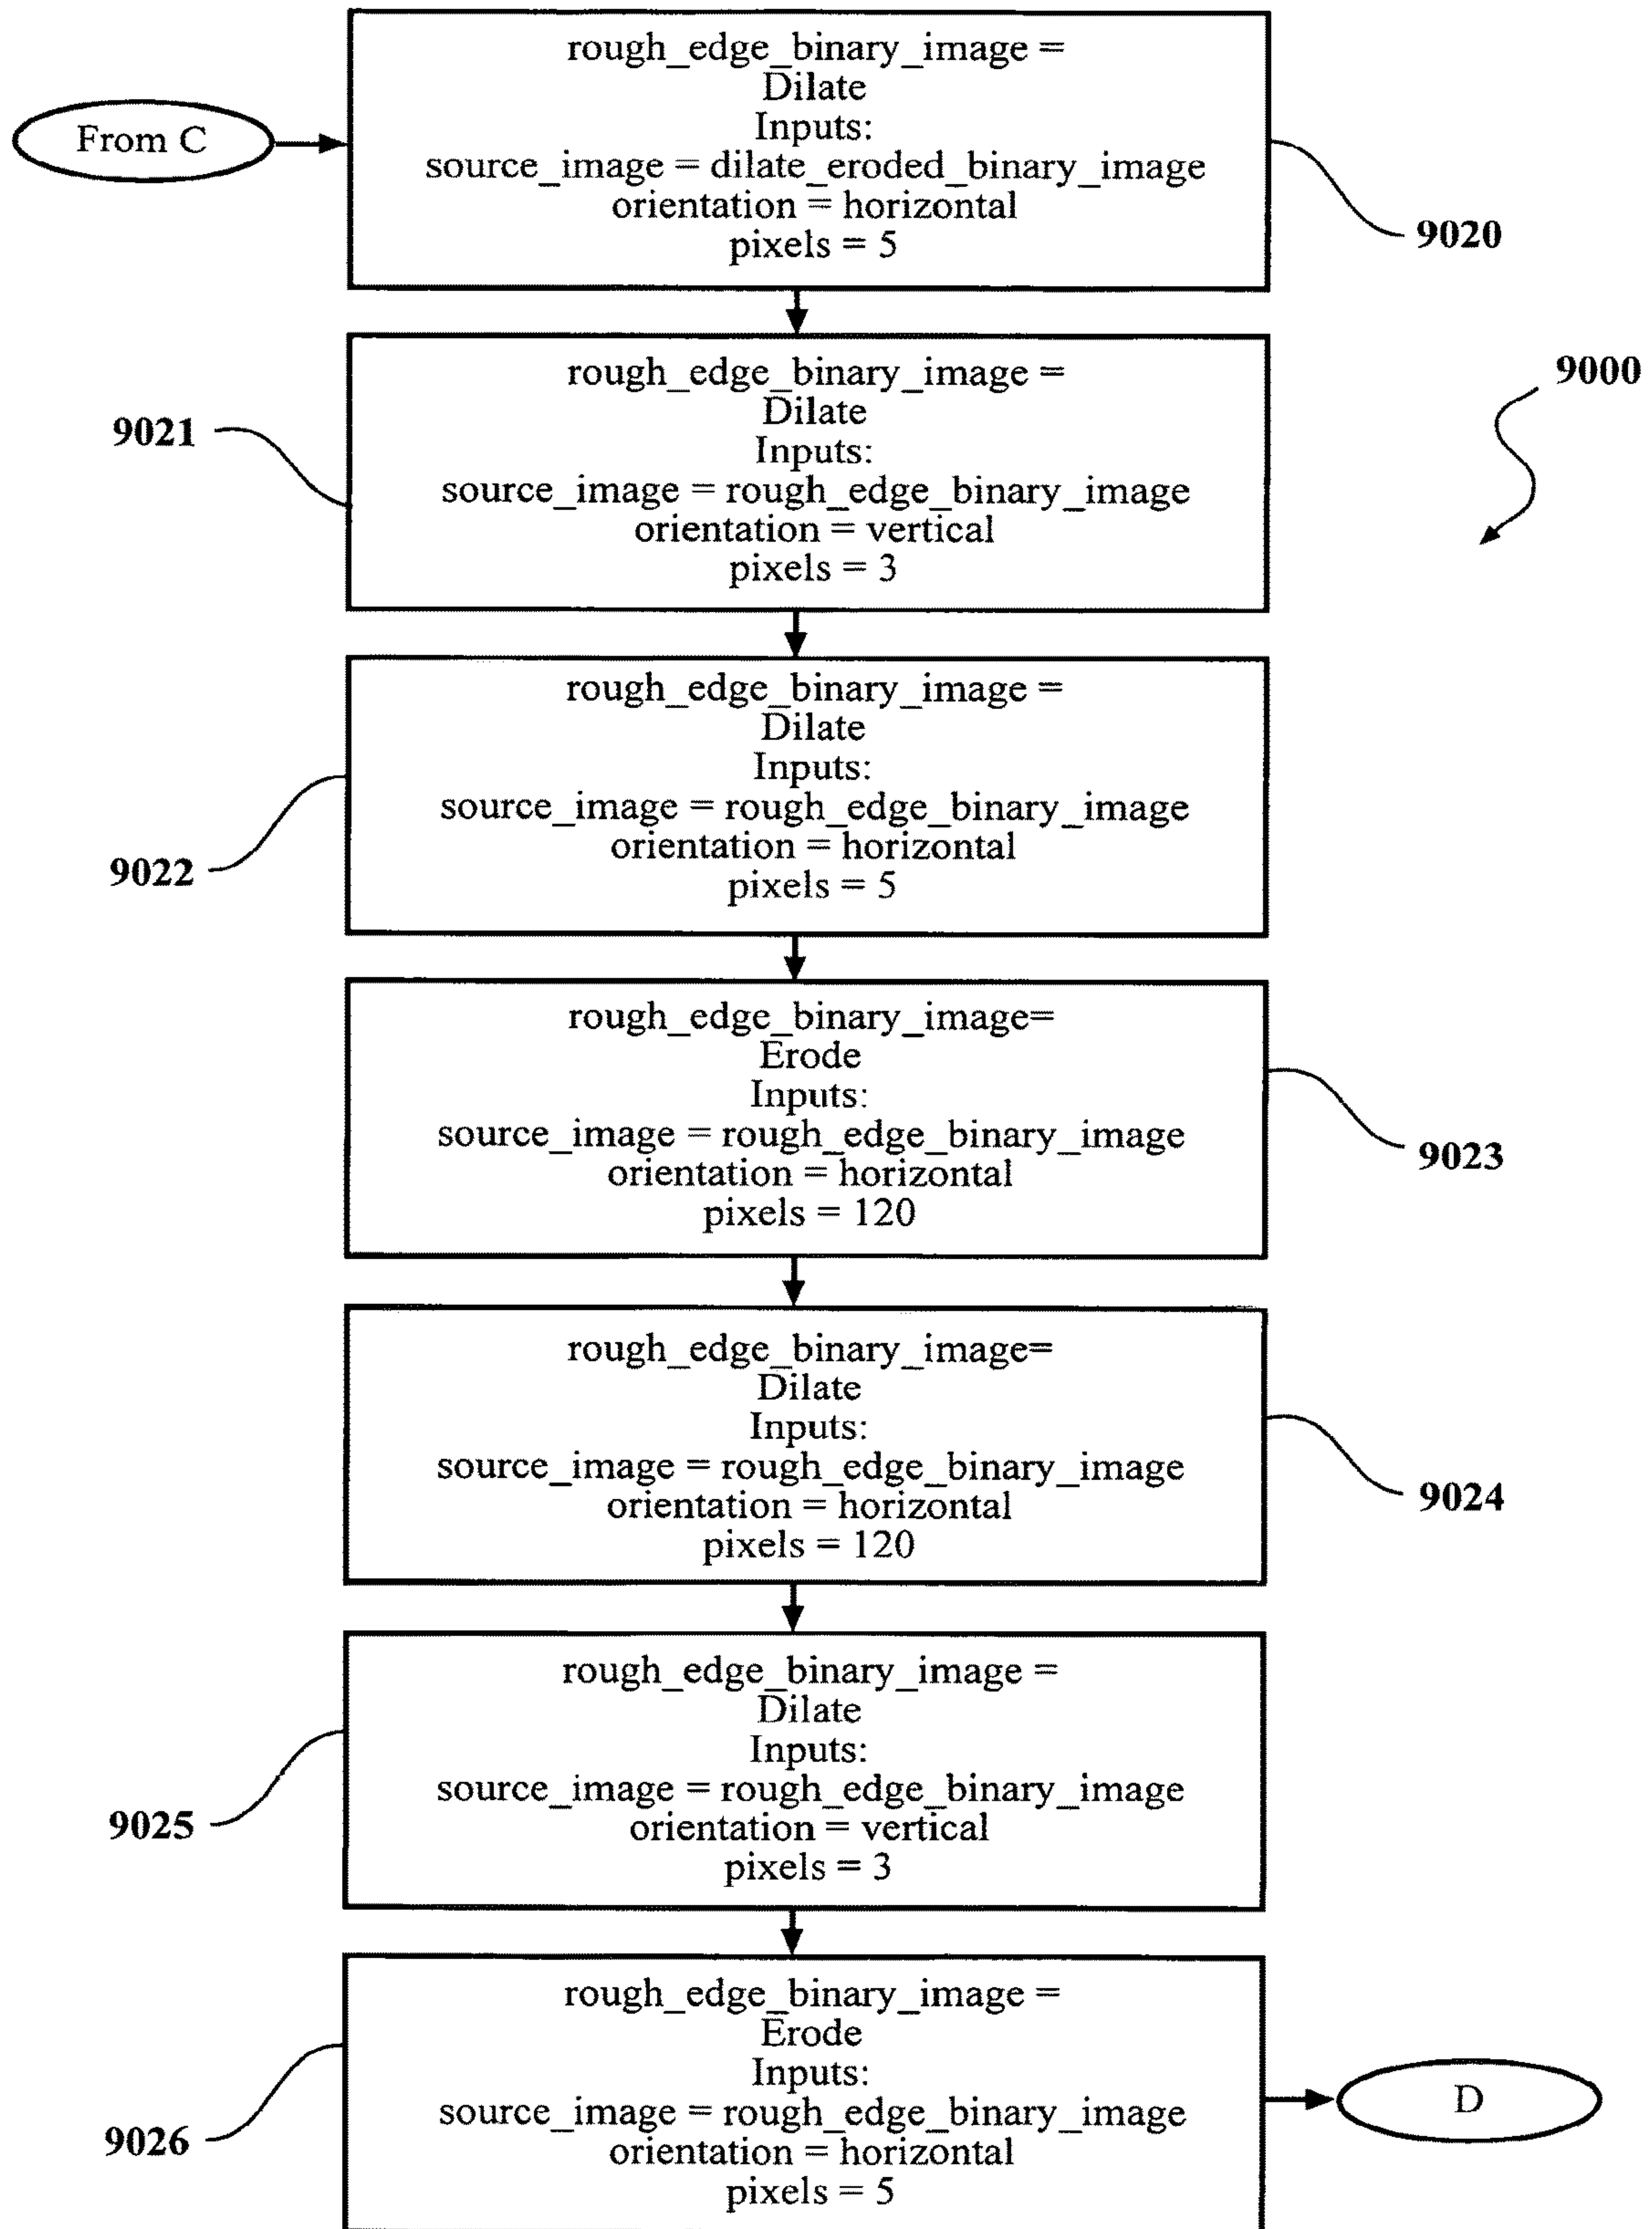 From C
rough_edge_binary_image =
Dilate
Inputs:
source_image = dilate_eroded_binary_image
orientation = horizontal
pixels = 5
9020
rough_edge_binary_image =
Dilate
Inputs:
source_image = rough_edge_binary_image
orientation = vertical
pixels = 3
9021
9000
rough_edge_binary_image =
Dilate
Inputs:
source_image = rough_edge_binary_image
orientation = horizontal
pixels = 5
9022
rough_edge_binary_image=
Erode
Inputs:
source_image = rough_edge_binary_image
orientation = horizontal
pixels = 120
9023
rough_edge_binary_image=
Dilate
Inputs:
source_image = rough_edge_binary_image
orientation = horizontal
pixels = 120
9024
rough_edge_binary_image =
Dilate
Inputs:
source_image = rough_edge_binary_image
orientation = vertical
pixels = 3
9025
rough_edge_binary_image =
Erode
Inputs:
source_image = rough_edge_binary_image
orientation = horizontal
pixels = 5
9026
D